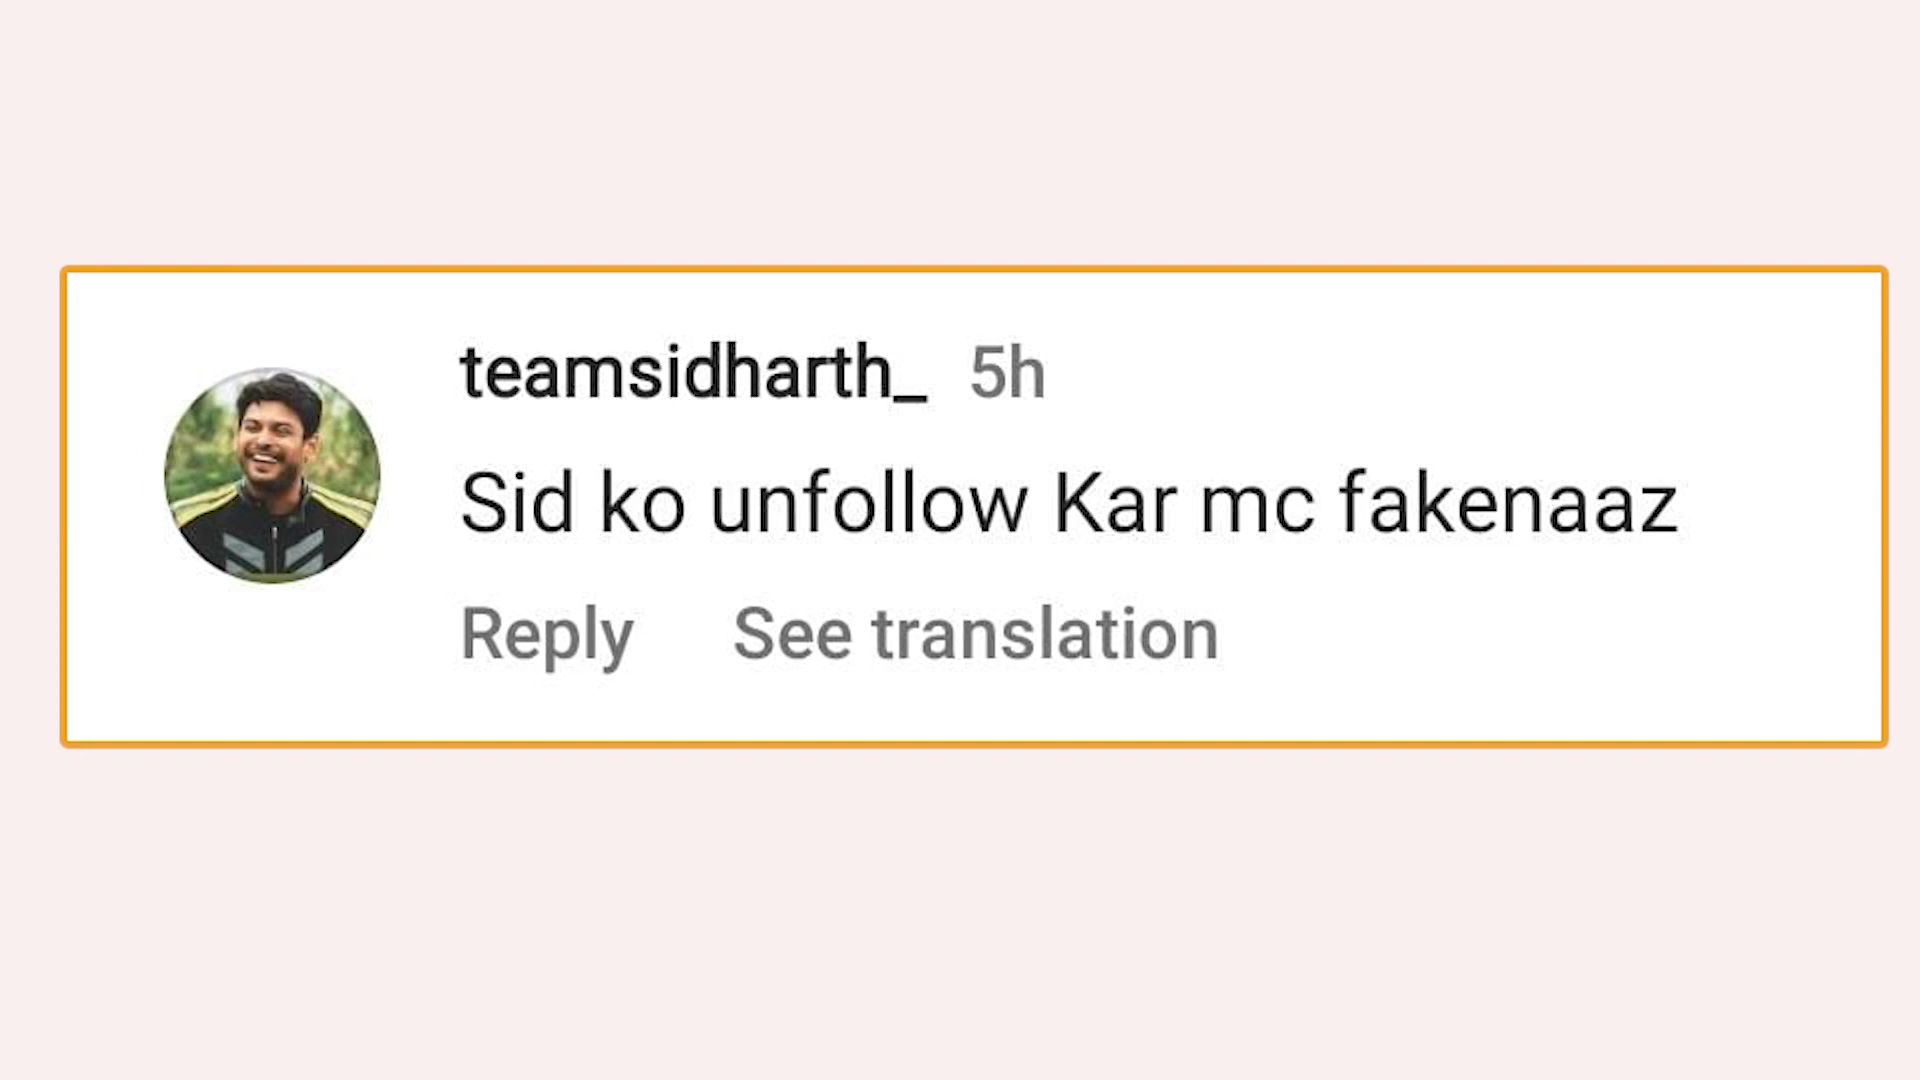 teamsidharth_ 5h
Sid ko unfollow Kar mc fakenaaz
Reply See translation